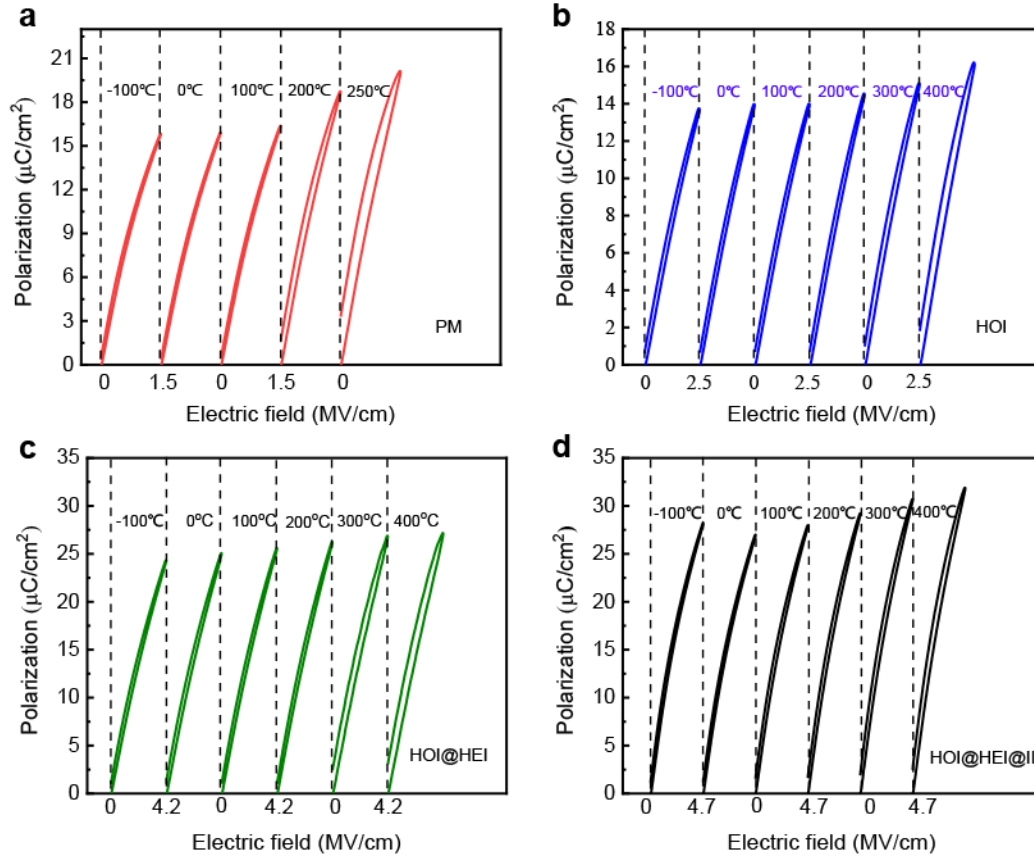 a
-100℃ 0℃ 100℃ 200℃ 250℃
21
18
15
12
9
6
3
0
Polarization (μC/cm²)
PM
0 1.5 0 1.5 0
Electric field (MV/cm)
b
-100℃ 0℃ 100℃ 200℃ 300℃ 400℃
18
16
14
12
10
8
6
4
2
0
Polarization (μC/cm²)
HOI
0 2.5 0 2.5 0 2.5
Electric field (MV/cm)
c
-100℃ 0°C 100°C 200°C 300°C 400°C
35
30
25
20
15
10
5
0
Polarization (μC/cm²)
HOI@HEI
0 4.2 0 4.2 0 4.2
Electric field (MV/cm)
d
-100℃ 0℃ 100℃ 200℃ 300℃ 400℃
35
30
25
20
15
10
5
0
Polarization (μC/cm²)
HOI@HEI@II
0 4.7 0 4.7 0 4.7
Electric field (MV/cm)